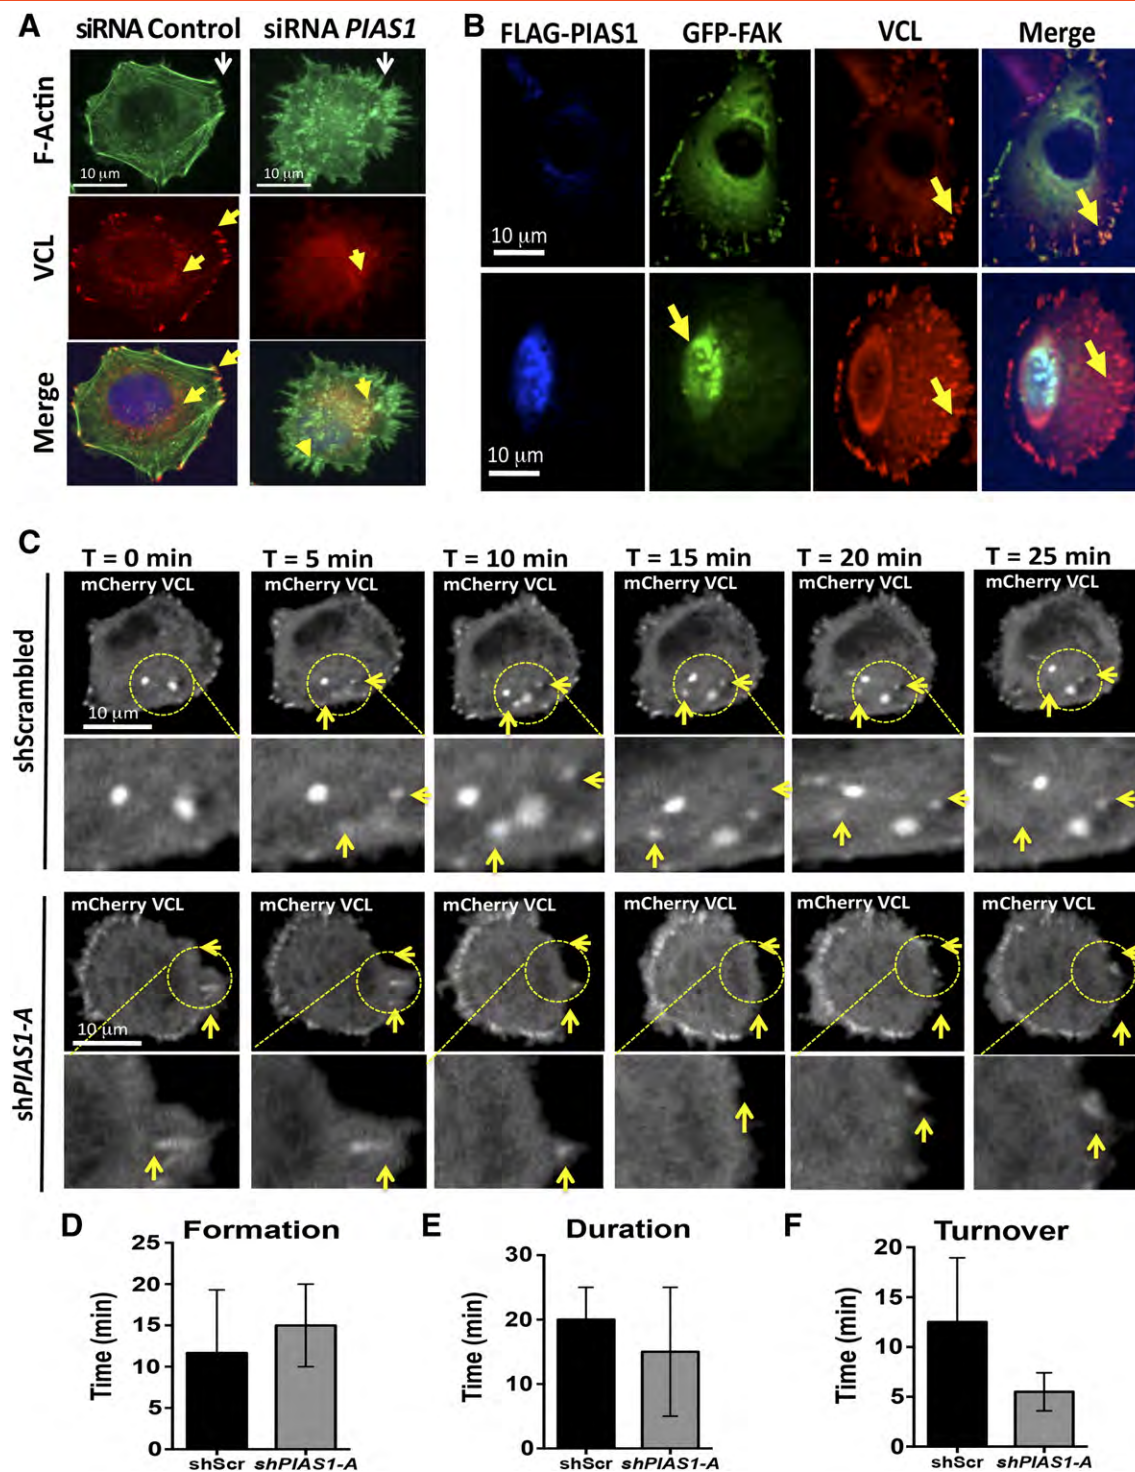 A
siRNA Control
siRNA PIAS1
F-Actin
10 μm
10 μm
VCL
Merge
B
FLAG-PIAS1
GFP-FAK
VCL
Merge
10 μm
10 μm
C
T = 0 min
T = 5 min
T = 10 min
T = 15 min
T = 20 min
T = 25 min
shScrambled
mCherry VCL
mCherry VCL
mCherry VCL
mCherry VCL
mCherry VCL
mCherry VCL
10 μm
shPIAS1-A
mCherry VCL
mCherry VCL
mCherry VCL
mCherry VCL
mCherry VCL
mCherry VCL
10 μm
D
Formation
Time (min)
25
20
15
10
5
0
shScr
shPIAS1-A
E
Duration
Time (min)
30
20
10
0
shScr
shPIAS1-A
F
Turnover
Time (min)
20
15
10
5
0
shScr
shPIAS1-A